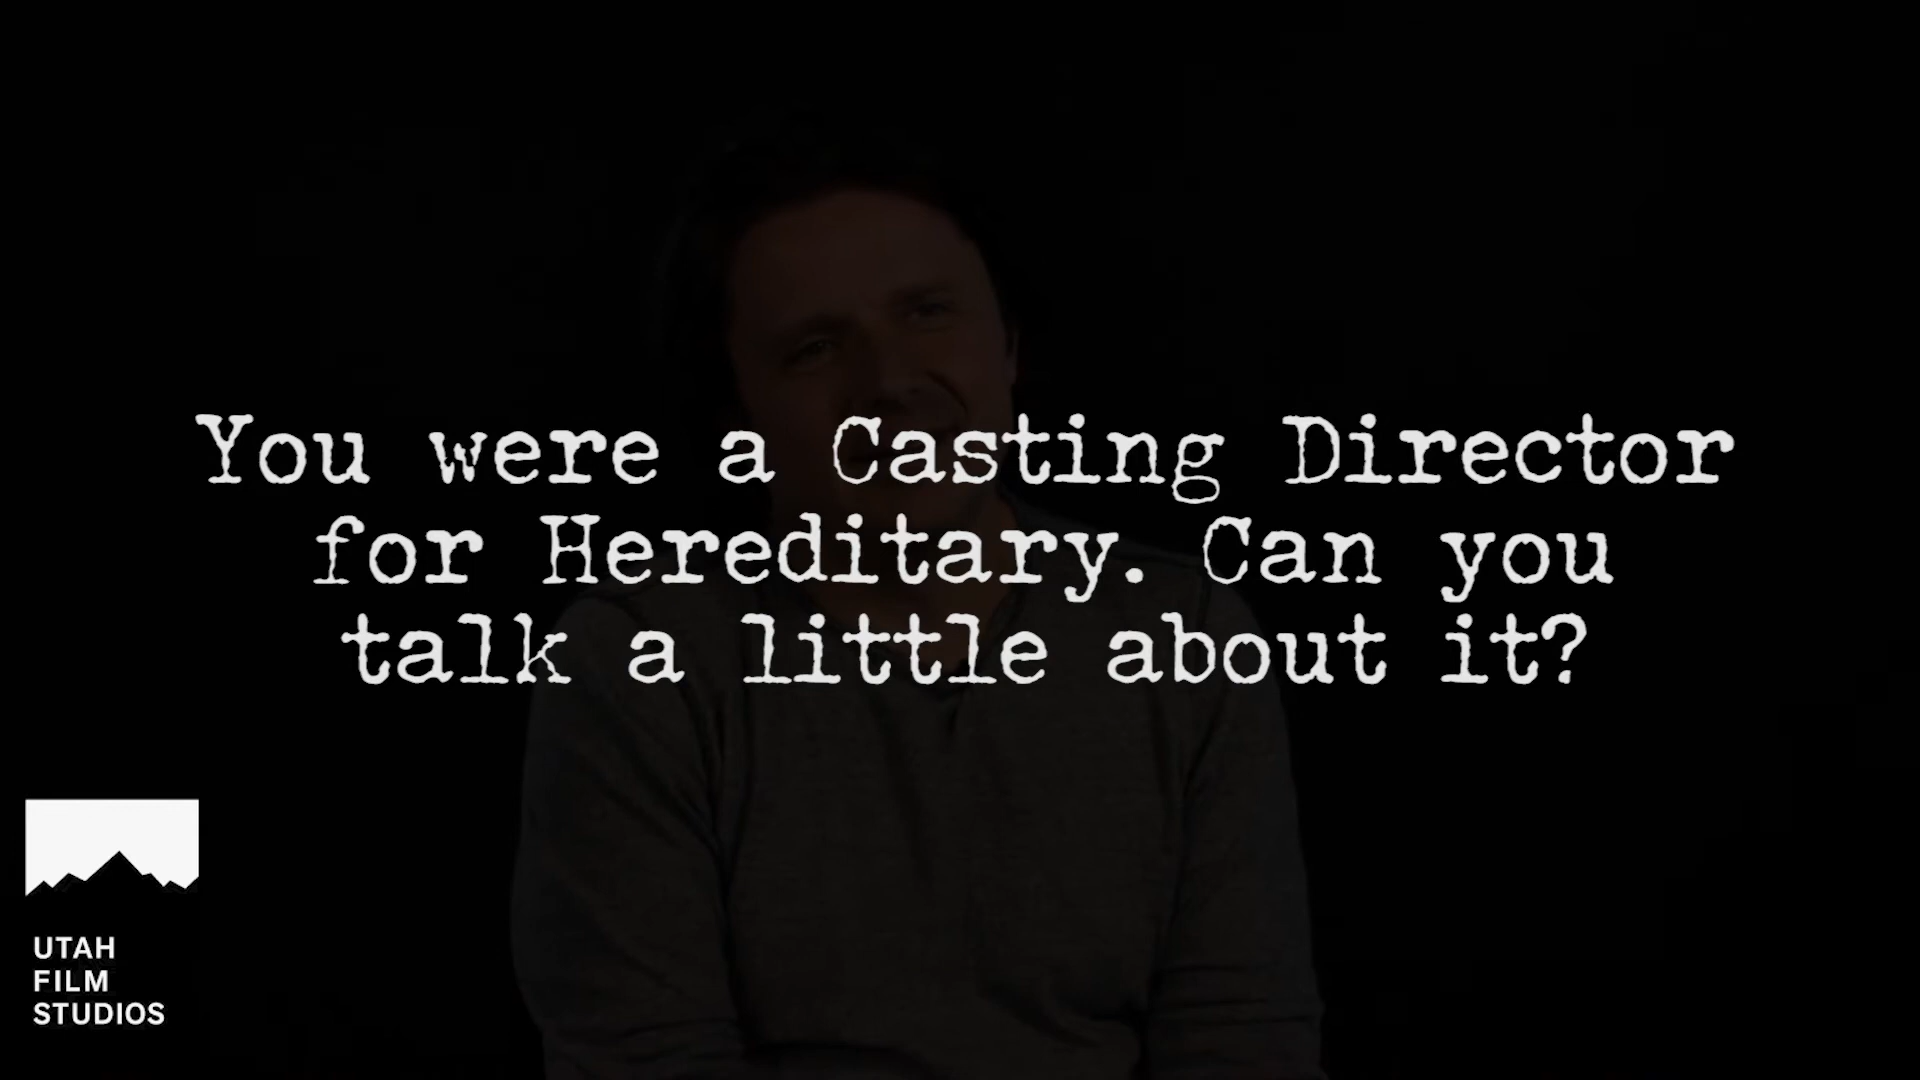 You were a Casting Director
for Hereditary. Can you
talk a little about it?
UTAH
FILM
STUDIOS